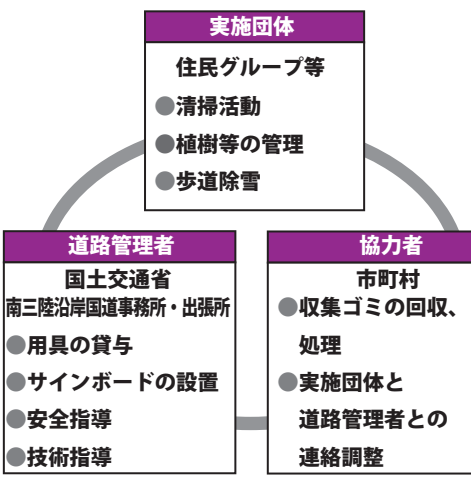 実施団体
住民グループ等
●清掃活動
●植樹等の管理
●歩道除雪
道路管理者
国土交通省
南三陸沿岸国道事務所・出張所
●用具の貸与
●サインボードの設置
●安全指導
●技術指導
協力者
市町村
●収集ゴミの回収、
処理
●実施団体と
道路管理者との
連絡調整